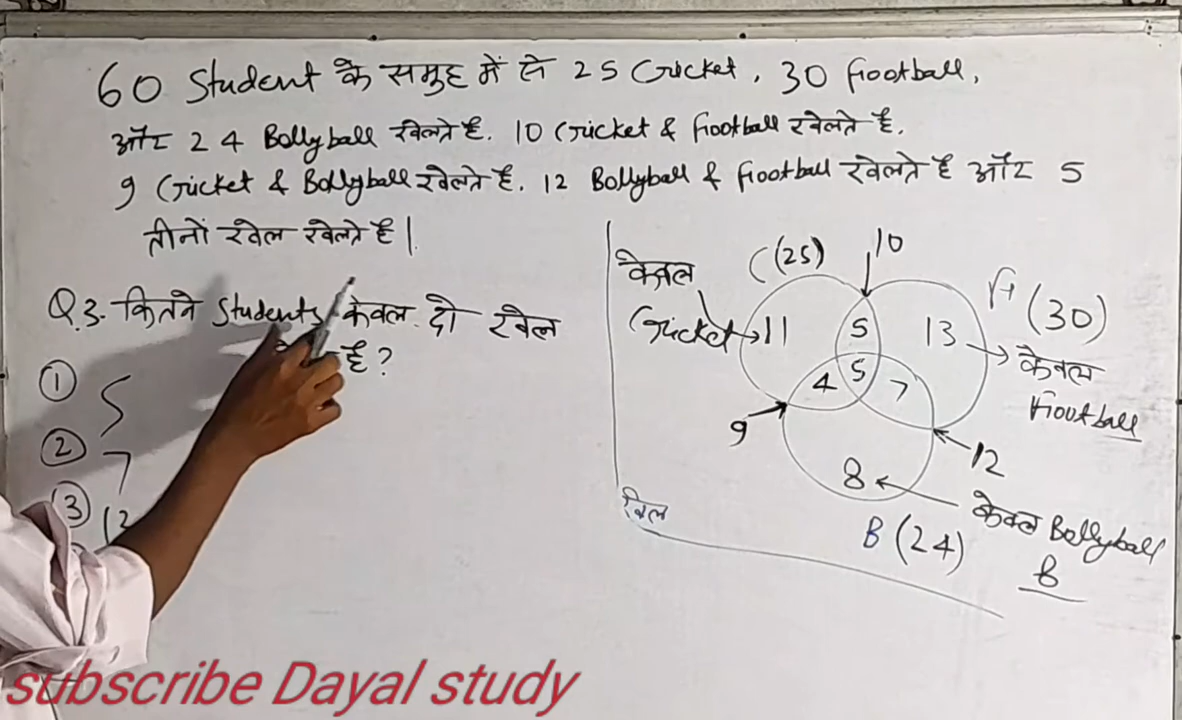 60 Student के समूह में से 25 Cricket, 30 football,
और 24 Bollyball खेलते है. 10 Cricket & football खेलते है.
9 Cricket & Bollyball खेलते है. 12 Bollyball & football खेलते है और 5
तीनों खेल खेलते है |
Q.3. कितने Students केवल दो खेल
है?
① 5
② 7
③ 12
केवल
Cricket
C (25)
10
F (30)
11
5
13
केवल
football
4
5
7
9
12
8
B (24)
केवल Bollyball
8
subscribe Dayal study